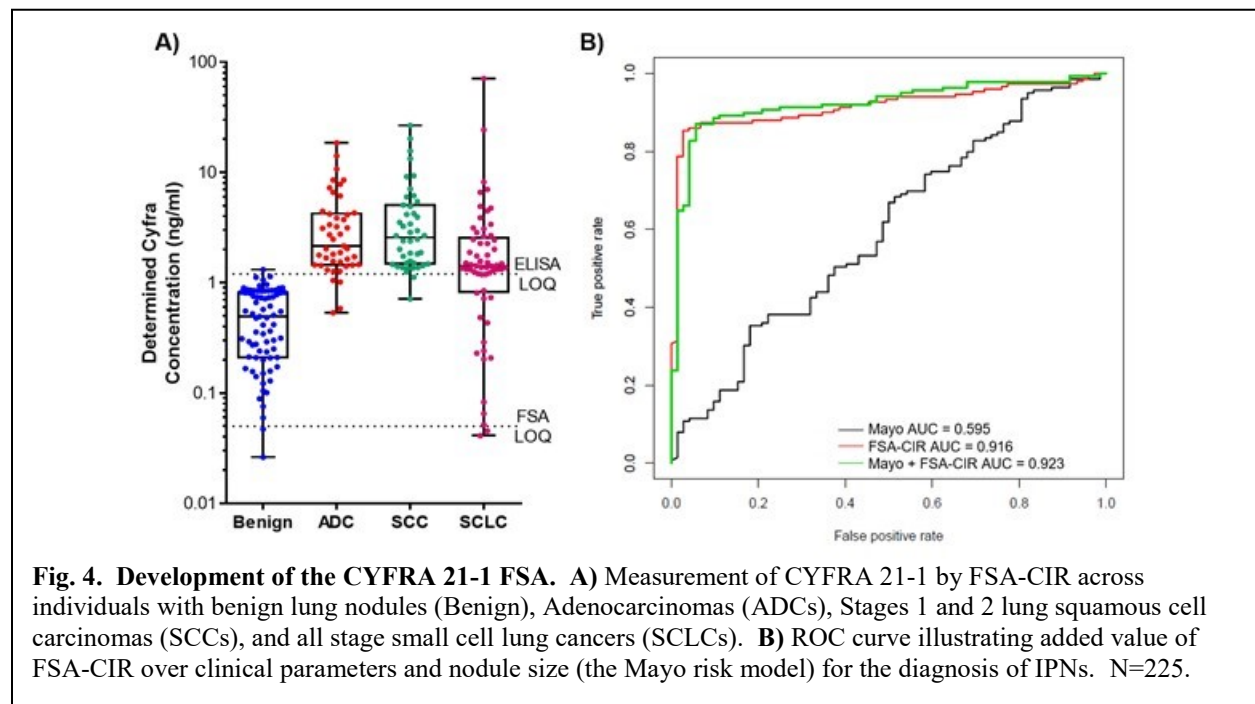 A)
100
10
1
0.1
0.01
Determined Cyfra
Concentration (ng/ml)
ELISA
LOQ
FSA
LOQ
Benign ADC SCC SCLC
B)
1.0
0.8
0.6
0.4
0.2
0.0
True positive rate
Mayo AUC = 0.595
FSA-CIR AUC = 0.916
Mayo + FSA-CIR AUC = 0.923
0.0 0.2 0.4 0.6 0.8 1.0
False positive rate
Fig. 4. Development of the CYFRA 21-1 FSA. A) Measurement of CYFRA 21-1 by FSA-CIR across
individuals with benign lung nodules (Benign), Adenocarcinomas (ADCs), Stages 1 and 2 lung squamous cell
carcinomas (SCCs), and all stage small cell lung cancers (SCLCs). B) ROC curve illustrating added value of
FSA-CIR over clinical parameters and nodule size (the Mayo risk model) for the diagnosis of IPNs. N=225.